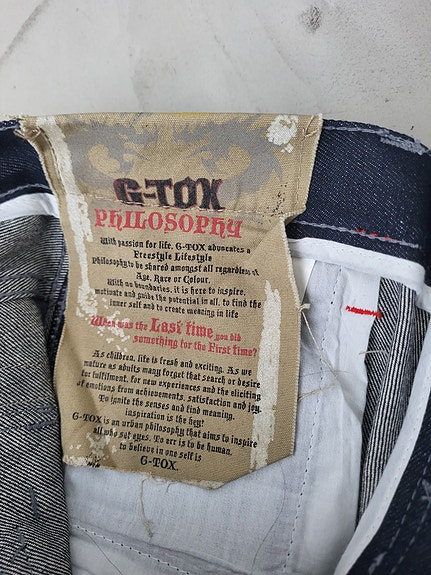 G-TOX
PHILOSOPHY
With passion for life, G-TOX advocates a
Freestyle Lifestyle
Philosophy to be shared amongst all regardless of
Age, Race or Colour.
With no boundaries, it is here to inspire,
motivate and guide the potential in all, to find the
inner self and to create meaning in life
When was the Last time you did
something for the First time?
As children, life is fresh and exciting. As we
mature as adults many forget that search or desire
for fulfilment, for new experiences and the eliciting
of emotions from achievements, satisfaction and joy.
To ignite the senses and find meaning,
inspiration is the key!
G-TOX is an urban philosophy that aims to inspire
all who set eyes. To err is to be human,
to believe in one self is
G-TOX.